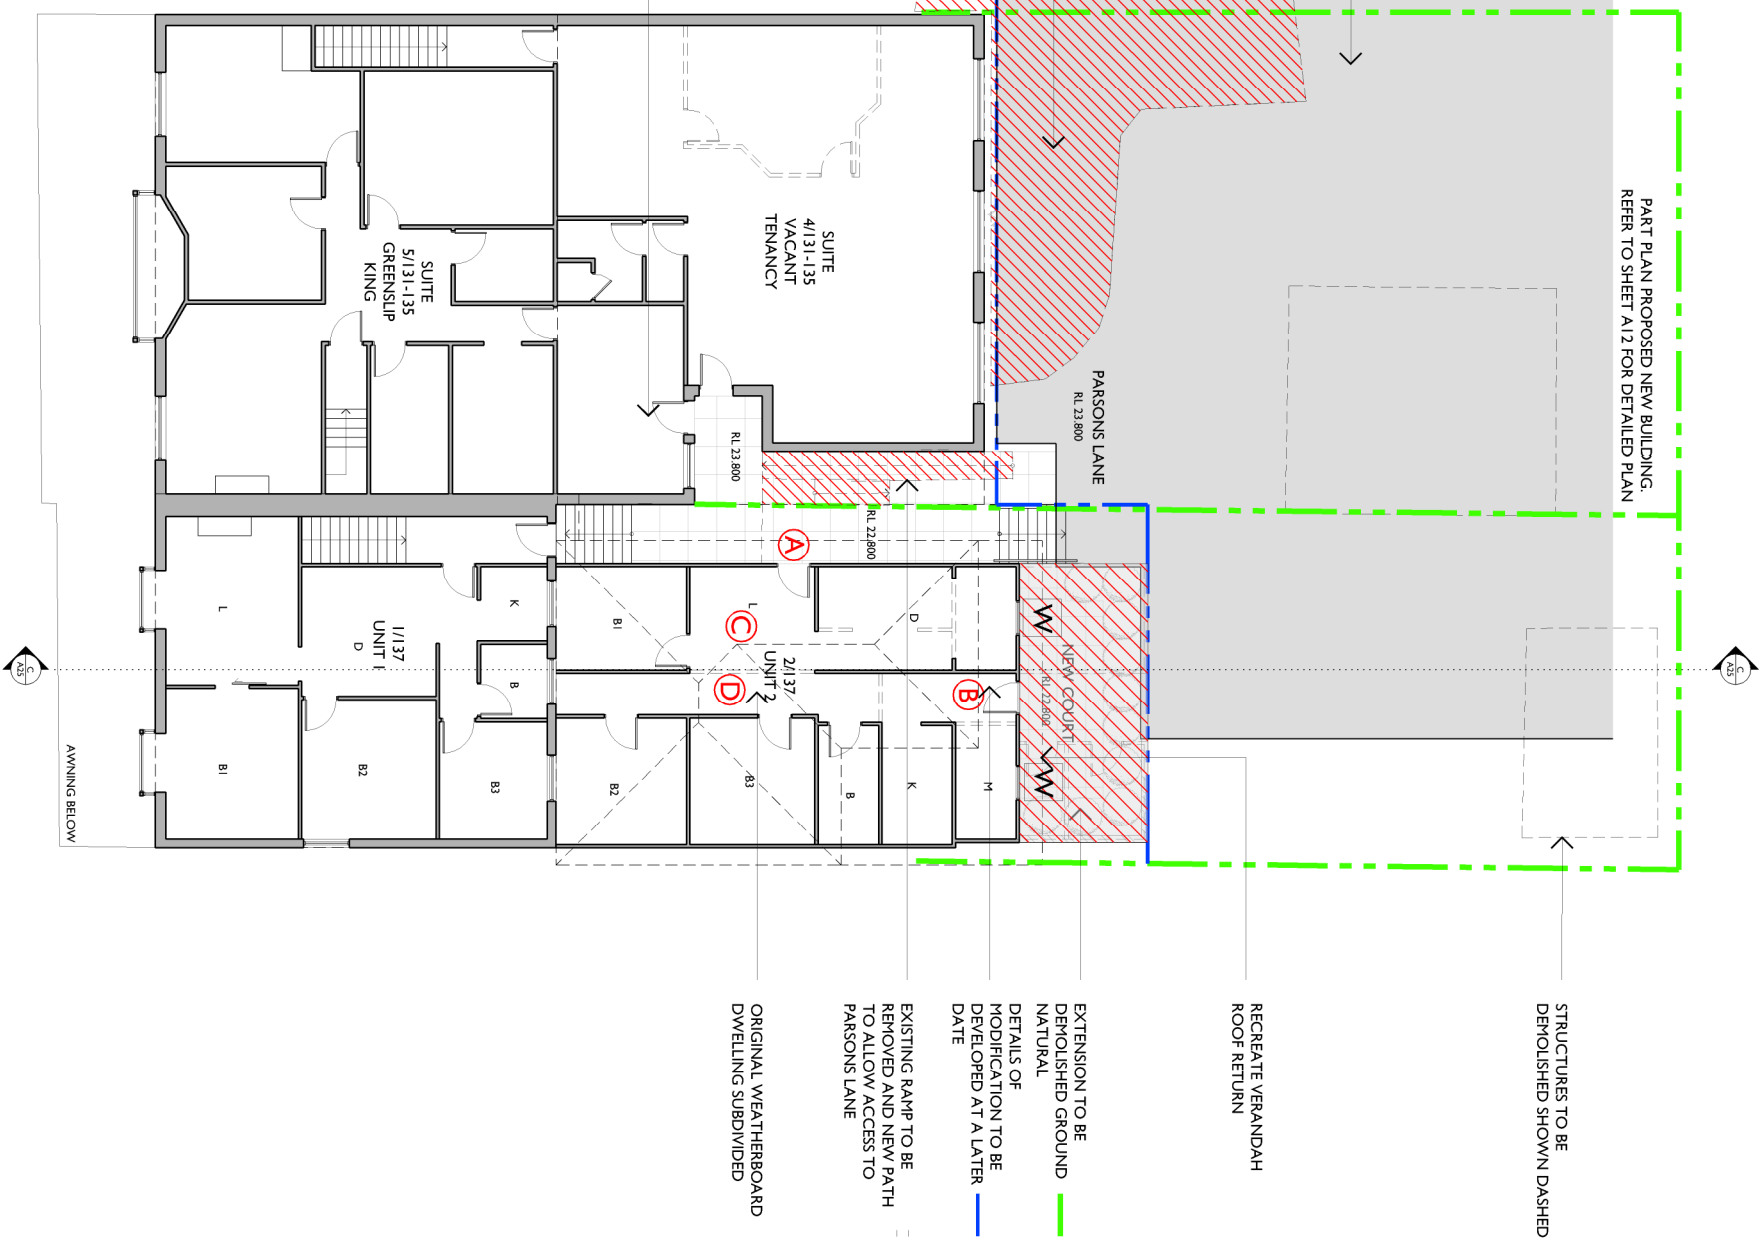 PART PLAN PROPOSED NEW BUILDING.
REFER TO SHEET A12 FOR DETAILED PLAN
PARSONS LANE
RL 23.800
SUITE
4/131-135
VACANT
TENANCY
SUITE
5/131-135
GREENSLIP
KING
RL 23.800
RL 22.800
A
NEW COURT
RL 22.800
W
W
D
L
C
B1
2/137
UNIT 2
D
B
M
K
B
B3
B2
K
1/137
UNIT 1
D
L
B
B3
B2
B1
AWNING BELOW
C
A25
C
A25
STRUCTURES TO BE
DEMOLISHED SHOWN DASHED
RECREATE VERANDAH
ROOF RETURN
EXTENSION TO BE
DEMOLISHED GROUND
NATURAL
DETAILS OF
MODIFICATION TO BE
DEVELOPED AT A LATER
DATE
EXISTING RAMP TO BE
REMOVED AND NEW PATH
TO ALLOW ACCESS TO
PARSONS LANE
ORIGINAL WEATHERBOARD
DWELLING SUBDIVIDED